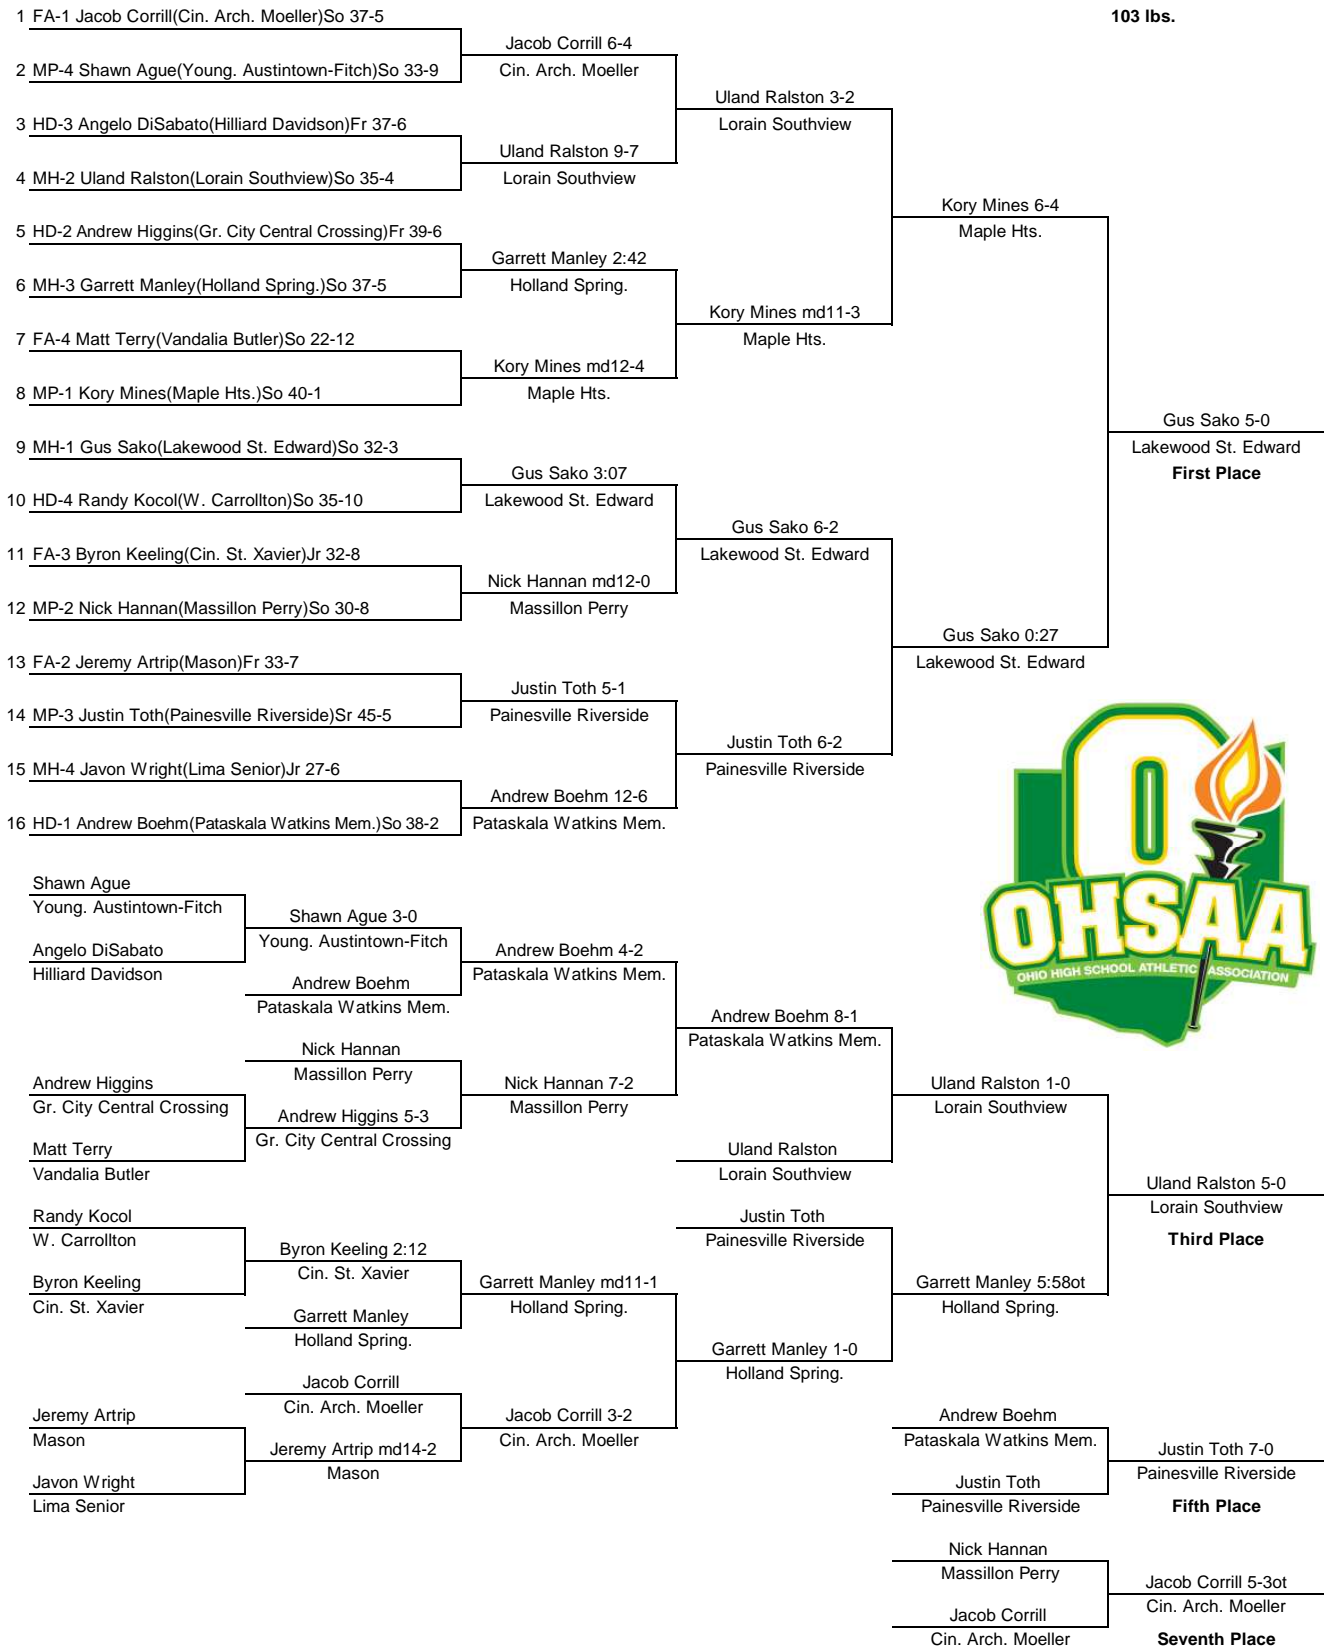 103 lbs.
1 FA-1 Jacob Corrill(Cin. Arch. Moeller)So 37-5
Jacob Corrill 6-4
2 MP-4 Shawn Ague(Young. Austintown-Fitch)So 33-9
Cin. Arch. Moeller
Uland Ralston 3-2
3 HD-3 Angelo DiSabato(Hilliard Davidson)Fr 37-6
Lorain Southview
Uland Ralston 9-7
4 MH-2 Uland Ralston(Lorain Southview)So 35-4
Lorain Southview
Kory Mines 6-4
5 HD-2 Andrew Higgins(Gr. City Central Crossing)Fr 39-6
Maple Hts.
Garrett Manley 2:42
6 MH-3 Garrett Manley(Holland Spring.)So 37-5
Holland Spring.
Kory Mines md11-3
7 FA-4 Matt Terry(Vandalia Butler)So 22-12
Maple Hts.
Kory Mines md12-4
8 MP-1 Kory Mines(Maple Hts.)So 40-1
Maple Hts.
Gus Sako 5-0
9 MH-1 Gus Sako(Lakewood St. Edward)So 32-3
Lakewood St. Edward
First Place
Gus Sako 3:07
10 HD-4 Randy Kocol(W. Carrollton)So 35-10
Lakewood St. Edward
Gus Sako 6-2
11 FA-3 Byron Keeling(Cin. St. Xavier)Jr 32-8
Lakewood St. Edward
Nick Hannan md12-0
12 MP-2 Nick Hannan(Massillon Perry)So 30-8
Massillon Perry
Gus Sako 0:27
13 FA-2 Jeremy Artrip(Mason)Fr 33-7
Lakewood St. Edward
Justin Toth 5-1
14 MP-3 Justin Toth(Painesville Riverside)Sr 45-5
Painesville Riverside
Justin Toth 6-2
15 MH-4 Javon Wright(Lima Senior)Jr 27-6
Painesville Riverside
Andrew Boehm 12-6
16 HD-1 Andrew Boehm(Pataskala Watkins Mem.)So 38-2
Pataskala Watkins Mem.
O
OHSAA
OHIO HIGH SCHOOL ATHLETIC ASSOCIATION
Shawn Ague
Young. Austintown-Fitch
Shawn Ague 3-0
Young. Austintown-Fitch
Angelo DiSabato
Hilliard Davidson
Andrew Boehm 4-2
Pataskala Watkins Mem.
Andrew Boehm
Pataskala Watkins Mem.
Andrew Boehm 8-1
Pataskala Watkins Mem.
Nick Hannan
Massillon Perry
Andrew Higgins
Gr. City Central Crossing
Nick Hannan 7-2
Massillon Perry
Uland Ralston 1-0
Lorain Southview
Andrew Higgins 5-3
Gr. City Central Crossing
Matt Terry
Vandalia Butler
Uland Ralston
Lorain Southview
Uland Ralston 5-0
Lorain Southview
Third Place
Randy Kocol
W. Carrollton
Justin Toth
Painesville Riverside
Byron Keeling 2:12
Cin. St. Xavier
Byron Keeling
Cin. St. Xavier
Garrett Manley md11-1
Holland Spring.
Garrett Manley 5:58ot
Holland Spring.
Garrett Manley
Holland Spring.
Garrett Manley 1-0
Holland Spring.
Jacob Corrill
Cin. Arch. Moeller
Jeremy Artrip
Mason
Jacob Corrill 3-2
Cin. Arch. Moeller
Andrew Boehm
Pataskala Watkins Mem.
Jeremy Artrip md14-2
Mason
Justin Toth 7-0
Painesville Riverside
Fifth Place
Javon Wright
Lima Senior
Justin Toth
Painesville Riverside
Nick Hannan
Massillon Perry
Jacob Corrill 5-3ot
Cin. Arch. Moeller
Seventh Place
Jacob Corrill
Cin. Arch. Moeller